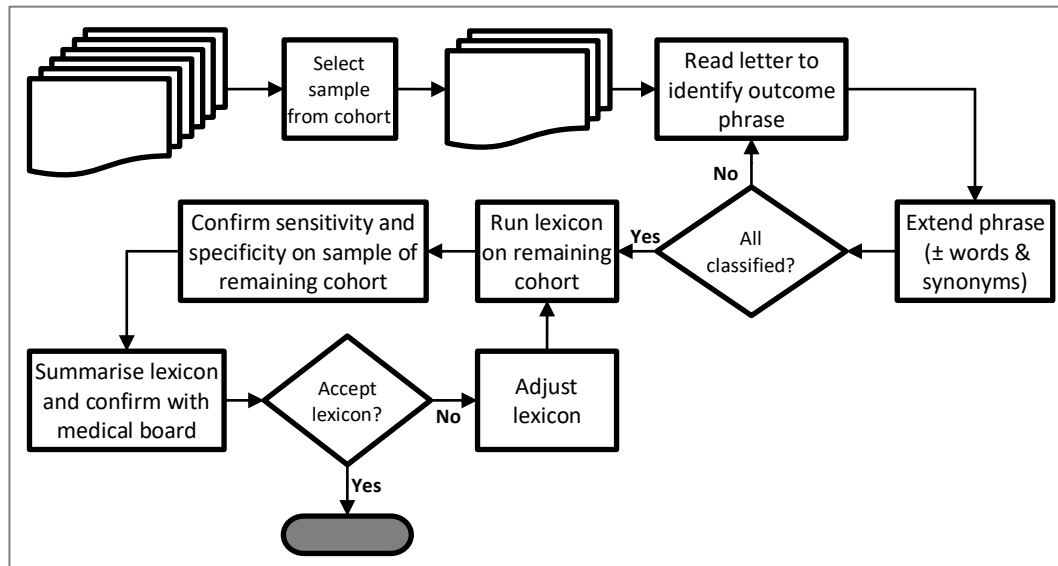 Select
sample
from cohort
Read letter to
identify outcome
phrase
Extend phrase
(± words &
synonyms)
All
classified?
No
Yes
Run lexicon
on remaining
cohort
Confirm sensitivity and
specificity on sample of
remaining cohort
Summarise lexicon
and confirm with
medical board
Accept
lexicon?
No
Adjust
lexicon
Yes